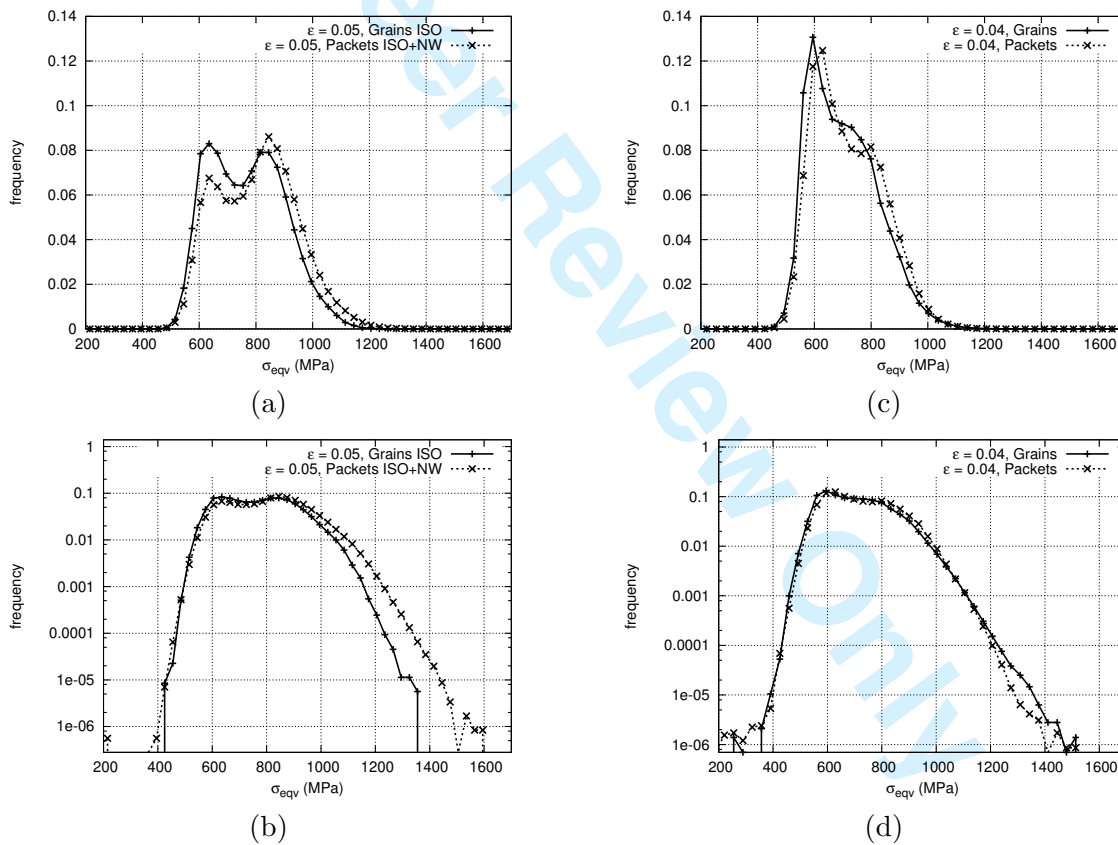 ε = 0.05, Grains ISO
ε = 0.05, Packets ISO+NW
frequency
0.14
0.12
0.1
0.08
0.06
0.04
0.02
0
200 400 600 800 1000 1200 1400 1600
σeqv (MPa)
(a)
ε = 0.04, Grains
ε = 0.04, Packets
frequency
0.14
0.12
0.1
0.08
0.06
0.04
0.02
0
200 400 600 800 1000 1200 1400 1600
σeqv (MPa)
(c)
ε = 0.05, Grains ISO
ε = 0.05, Packets ISO+NW
frequency
1
0.1
0.01
0.001
0.0001
1e-05
1e-06
200 400 600 800 1000 1200 1400 1600
σeqv (MPa)
(b)
ε = 0.04, Grains
ε = 0.04, Packets
frequency
1
0.1
0.01
0.001
0.0001
1e-05
1e-06
200 400 600 800 1000 1200 1400 1600
σeqv (MPa)
(d)
eer Review Only